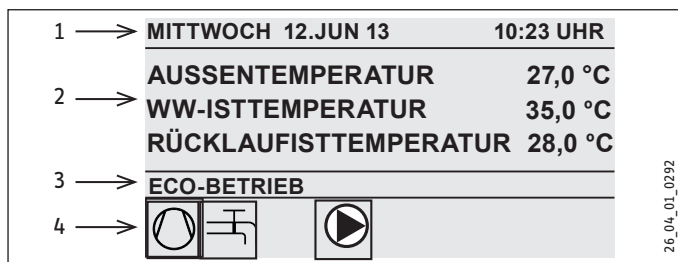 1 MITTWOCH 12.JUN 13 10:23 UHR
2 AUSSENTEMPERATUR 27,0 °C
WW-ISTTEMPERATUR 35,0 °C
RÜCKLAUFISTTEMPERATUR 28,0 °C
3 ECO-BETRIEB
4
26_04_01_0292